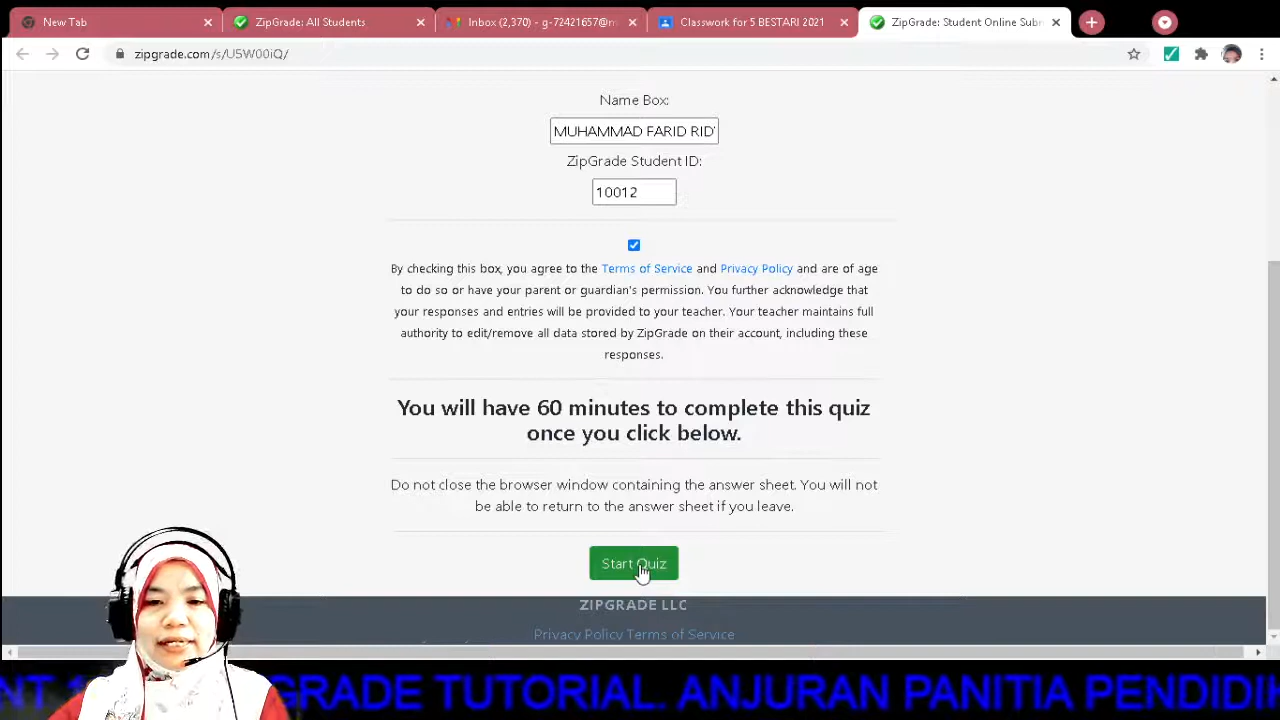 New Tab
ZipGrade: All Students
Inbox (2,370) - g-72421657@m
Classwork for 5 BESTARI 2021
ZipGrade: Student Online Subm
zipgrade.com/s/U5W00iQ/
Name Box:
MUHAMMAD FARID RID
ZipGrade Student ID:
10012
By checking this box, you agree to the Terms of Service and Privacy Policy and are of age
to do so or have your parent or guardian's permission. You further acknowledge that
your responses and entries will be provided to your teacher. Your teacher maintains full
authority to edit/remove all data stored by ZipGrade on their account, including these
responses.
You will have 60 minutes to complete this quiz
once you click below.
Do not close the browser window containing the answer sheet. You will not
be able to return to the answer sheet if you leave.
Start Quiz
ZIPGRADE LLC
Privacy Policy Terms of Service
GRADE TUTORIAL ANJURAN PANITIA PENDIDIK